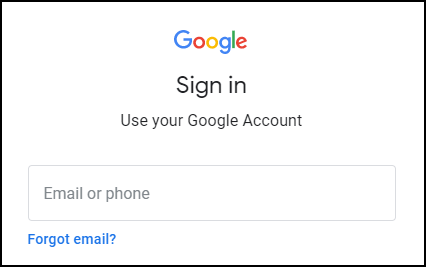 Google
Sign in
Use your Google Account
Email or phone
Forgot email?